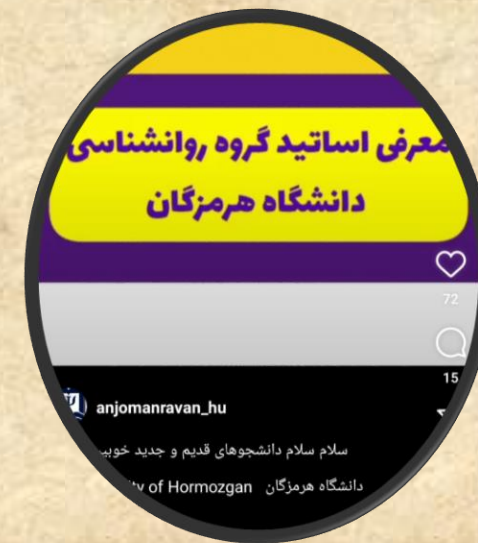 معرفی اساتید گروه روانشناسی
دانشگاه هرمزگان
72
15
anjomanravan_hu
سلام سلام دانشجوهای قدیم و جدید
دانشگاه هرمزگان of Hormozgan